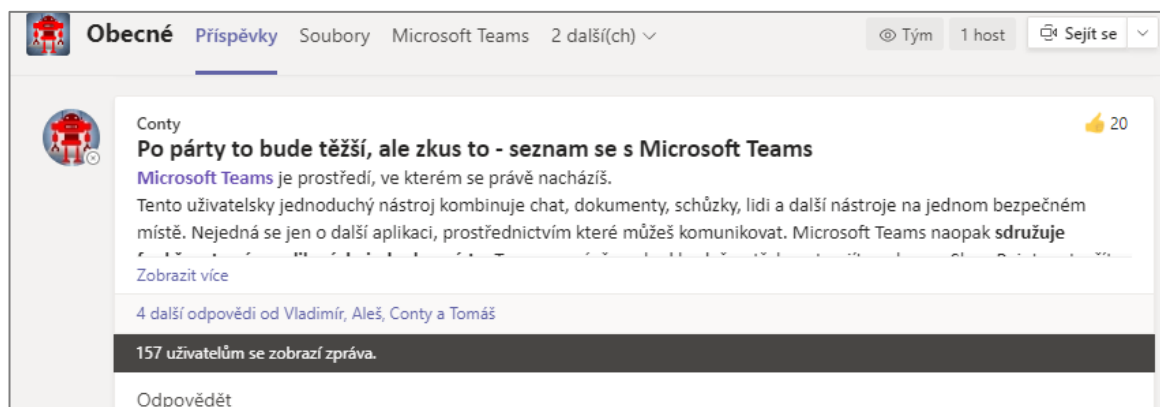 Obecné Příspěvky Soubory Microsoft Teams 2 další(ch) Tým 1 host Sejít se
Conty 20
Po párty to bude těžší, ale zkus to - seznam se s Microsoft Teams
Microsoft Teams je prostředí, ve kterém se právě nacházíš.
Tento uživatelsky jednoduchý nástroj kombinuje chat, dokumenty, schůzky, lidi a další nástroje na jednom bezpečném
místě. Nejedná se jen o další aplikaci, prostřednictvím které můžeš komunikovat. Microsoft Teams naopak sdružuje
Zobrazit více
4 další odpovědi od Vladimír, Aleš, Conty a Tomáš
157 uživatelům se zobrazí zpráva.
Odpovědět